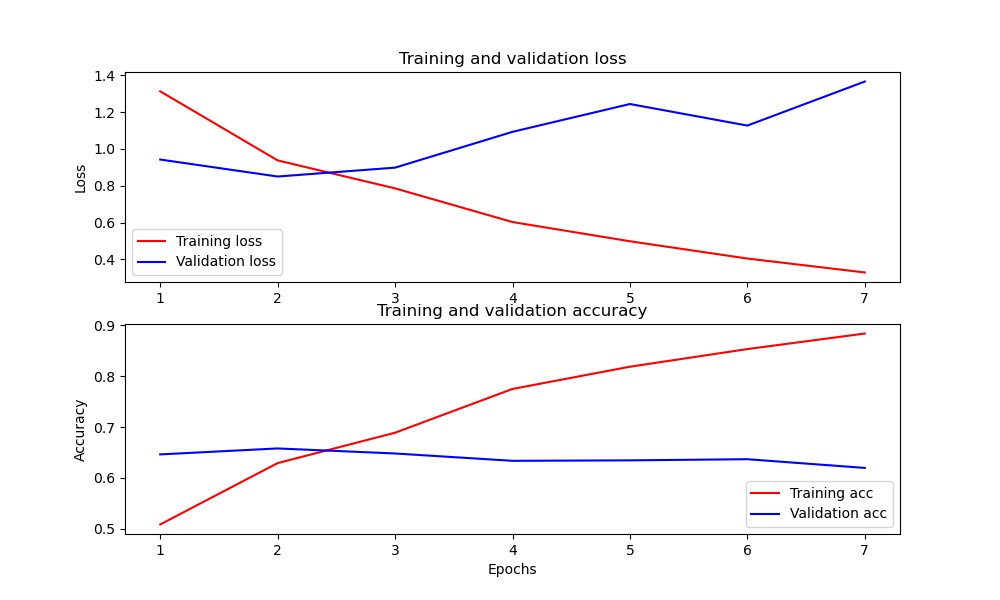 Training and validation loss
1.4
1.2
1.0
0.8
0.6
0.4
Loss
Training loss
Validation loss
1 2 3 4 5 6 7
Training and validation accuracy
0.9
0.8
0.7
0.6
0.5
Accuracy
Training acc
Validation acc
1 2 3 4 5 6 7
Epochs